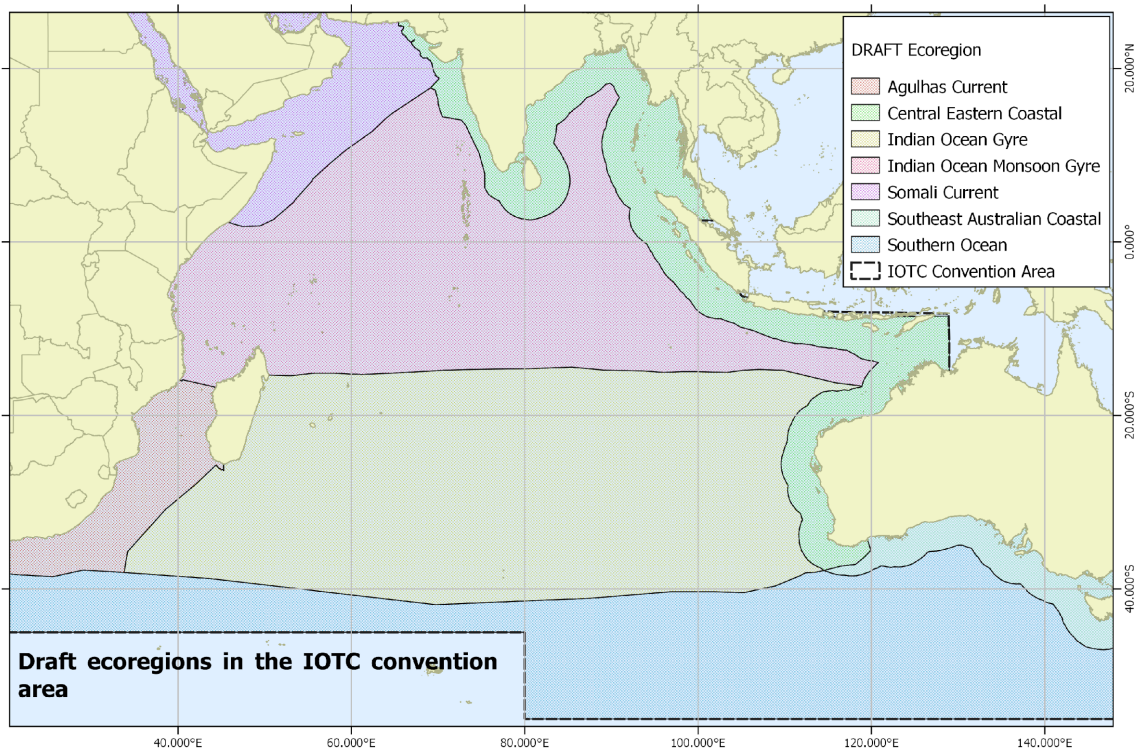 DRAFT Ecoregion
Agulhas Current
Central Eastern Coastal
Indian Ocean Gyre
Indian Ocean Monsoon Gyre
Somali Current
Southeast Australian Coastal
Southern Ocean
IOTC Convention Area
20.000°N
0.000°
20.000°S
40.000°S
Draft ecoregions in the IOTC convention
area
40.000°E
60.000°E
80.000°E
100.000°E
120.000°E
140.000°E